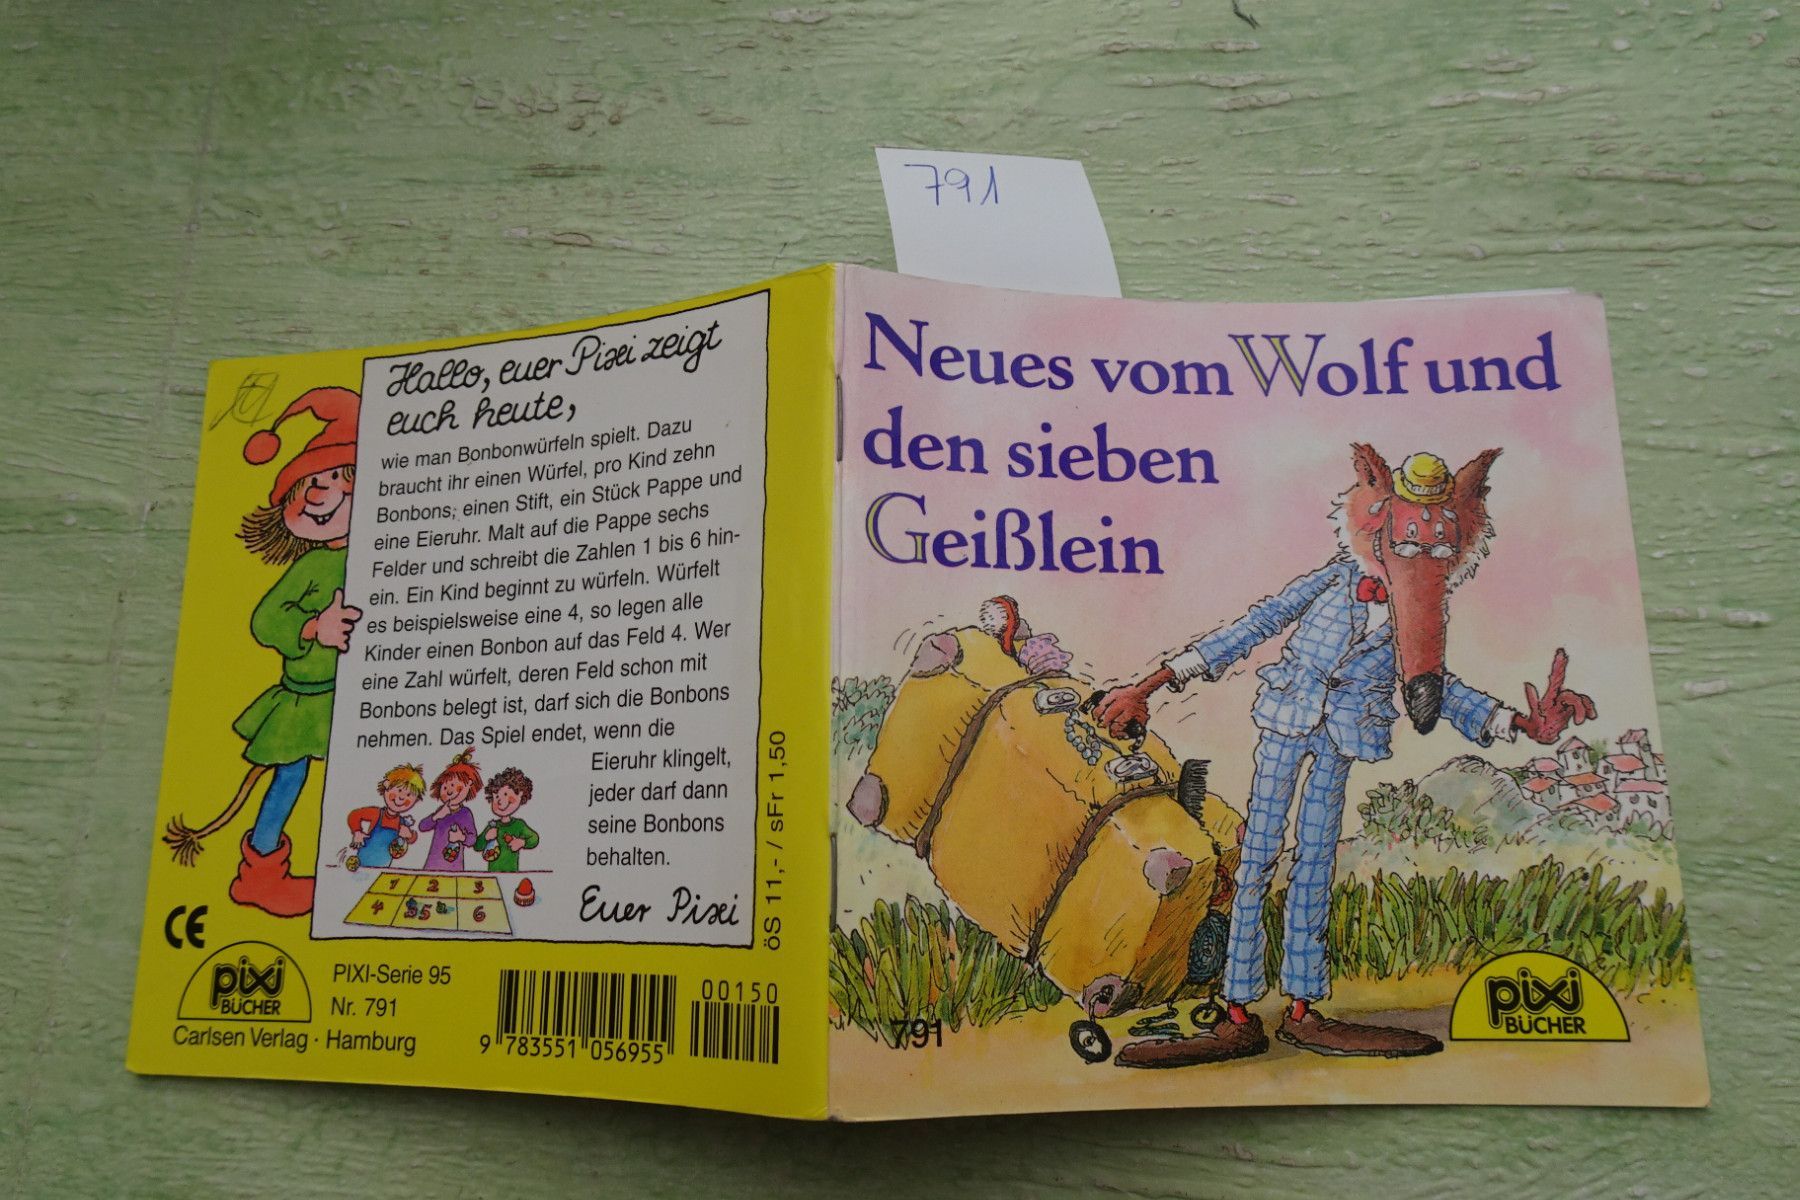 791
Hallo, euer Pixi zeigt
euch heute,
wie man Bonbonwürfeln spielt. Dazu
braucht ihr einen Würfel, pro Kind zehn
Bonbons, einen Stift, ein Stück Pappe und
eine Eieruhr. Malt auf die Pappe sechs
Felder und schreibt die Zahlen 1 bis 6 hin-
ein. Ein Kind beginnt zu würfeln. Würfelt
es beispielsweise eine 4, so legen alle
Kinder einen Bonbon auf das Feld 4. Wer
eine Zahl würfelt, deren Feld schon mit
Bonbons belegt ist, darf sich die Bonbons
nehmen. Das Spiel endet, wenn die
Eieruhr klingelt,
jeder darf dann
seine Bonbons
behalten.
Euer Pixi
1 2 3
4 5 6
öS 11,- / sFr 1,50
CE
pixi
BÜCHER
PIXI-Serie 95
Nr. 791
Carlsen Verlag · Hamburg
9 783551 056955
00150
Neues vom Wolf und
den sieben
Geißlein
791
pixi
BÜCHER